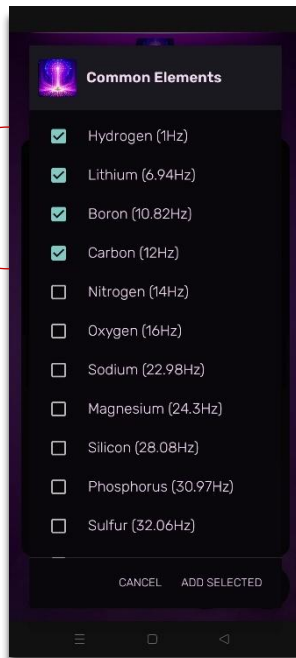 Common Elements
Hydrogen (1Hz)
Lithium (6.94Hz)
Boron (10.82Hz)
Carbon (12Hz)
Nitrogen (14Hz)
Oxygen (16Hz)
Sodium (22.98Hz)
Magnesium (24.3Hz)
Silicon (28.08Hz)
Phosphorus (30.97Hz)
Sulfur (32.06Hz)
CANCEL ADD SELECTED